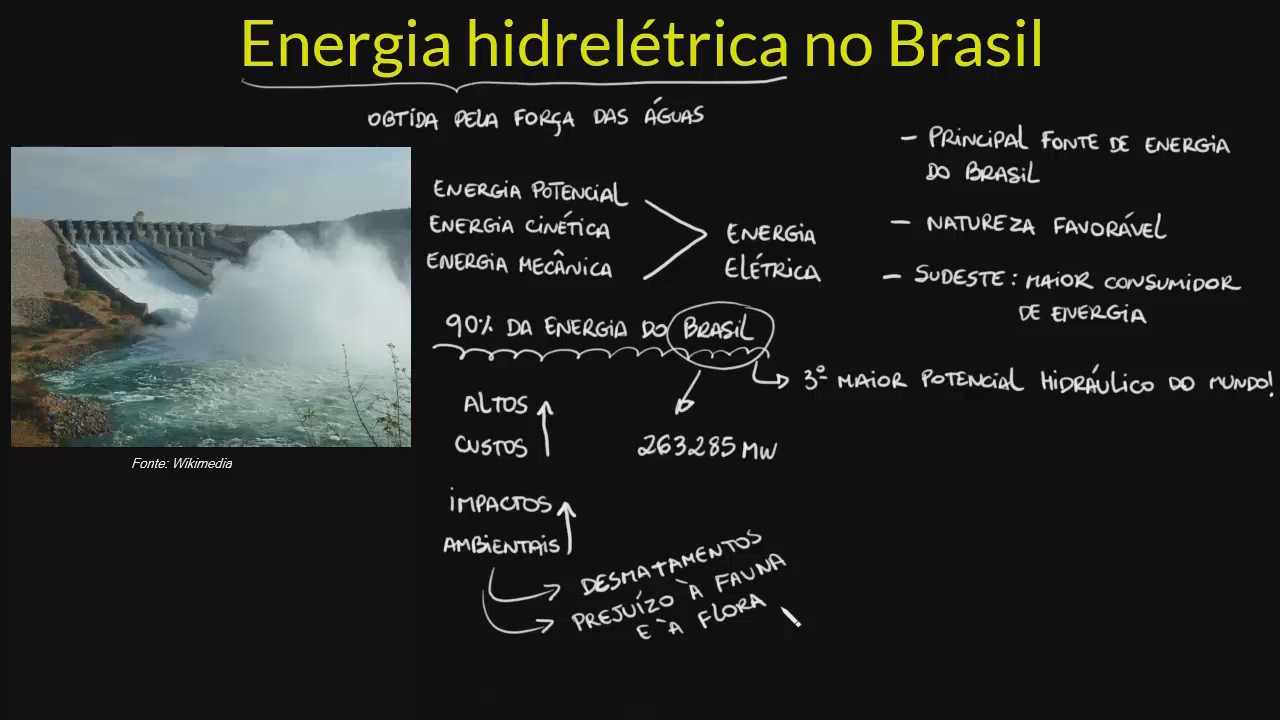 Energia hidrelétrica no Brasil
OBTIDA PELA FORÇA DAS ÁGUAS
ENERGIA POTENCIAL
ENERGIA CINÉTICA
ENERGIA MECÂNICA
ENERGIA
ELÉTRICA
90% DA ENERGIA DO BRASIL
3º MAIOR POTENCIAL HIDRÁULICO DO MUNDO!
ALTOS
CUSTOS
263285 MW
IMPACTOS
AMBIENTAIS
DESMATAMENTOS
PREJUÍZO À FAUNA
E À FLORA
- PRINCIPAL FONTE DE ENERGIA
DO BRASIL
- NATUREZA FAVORÁVEL
- SUDESTE: MAIOR CONSUMIDOR
DE ENERGIA
Fonte: Wikimedia